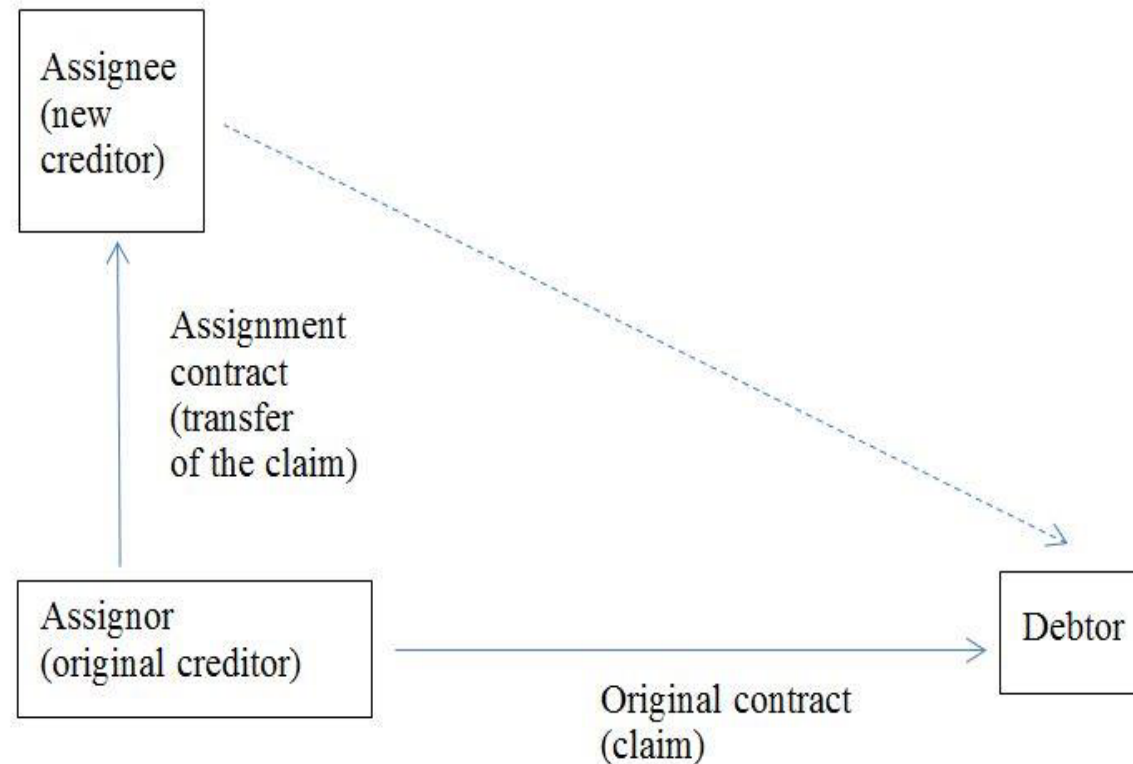 Assignee
(new
creditor)
Assignment
contract
(transfer
of the claim)
Assignor
(original creditor)
Debtor
Original contract
(claim)